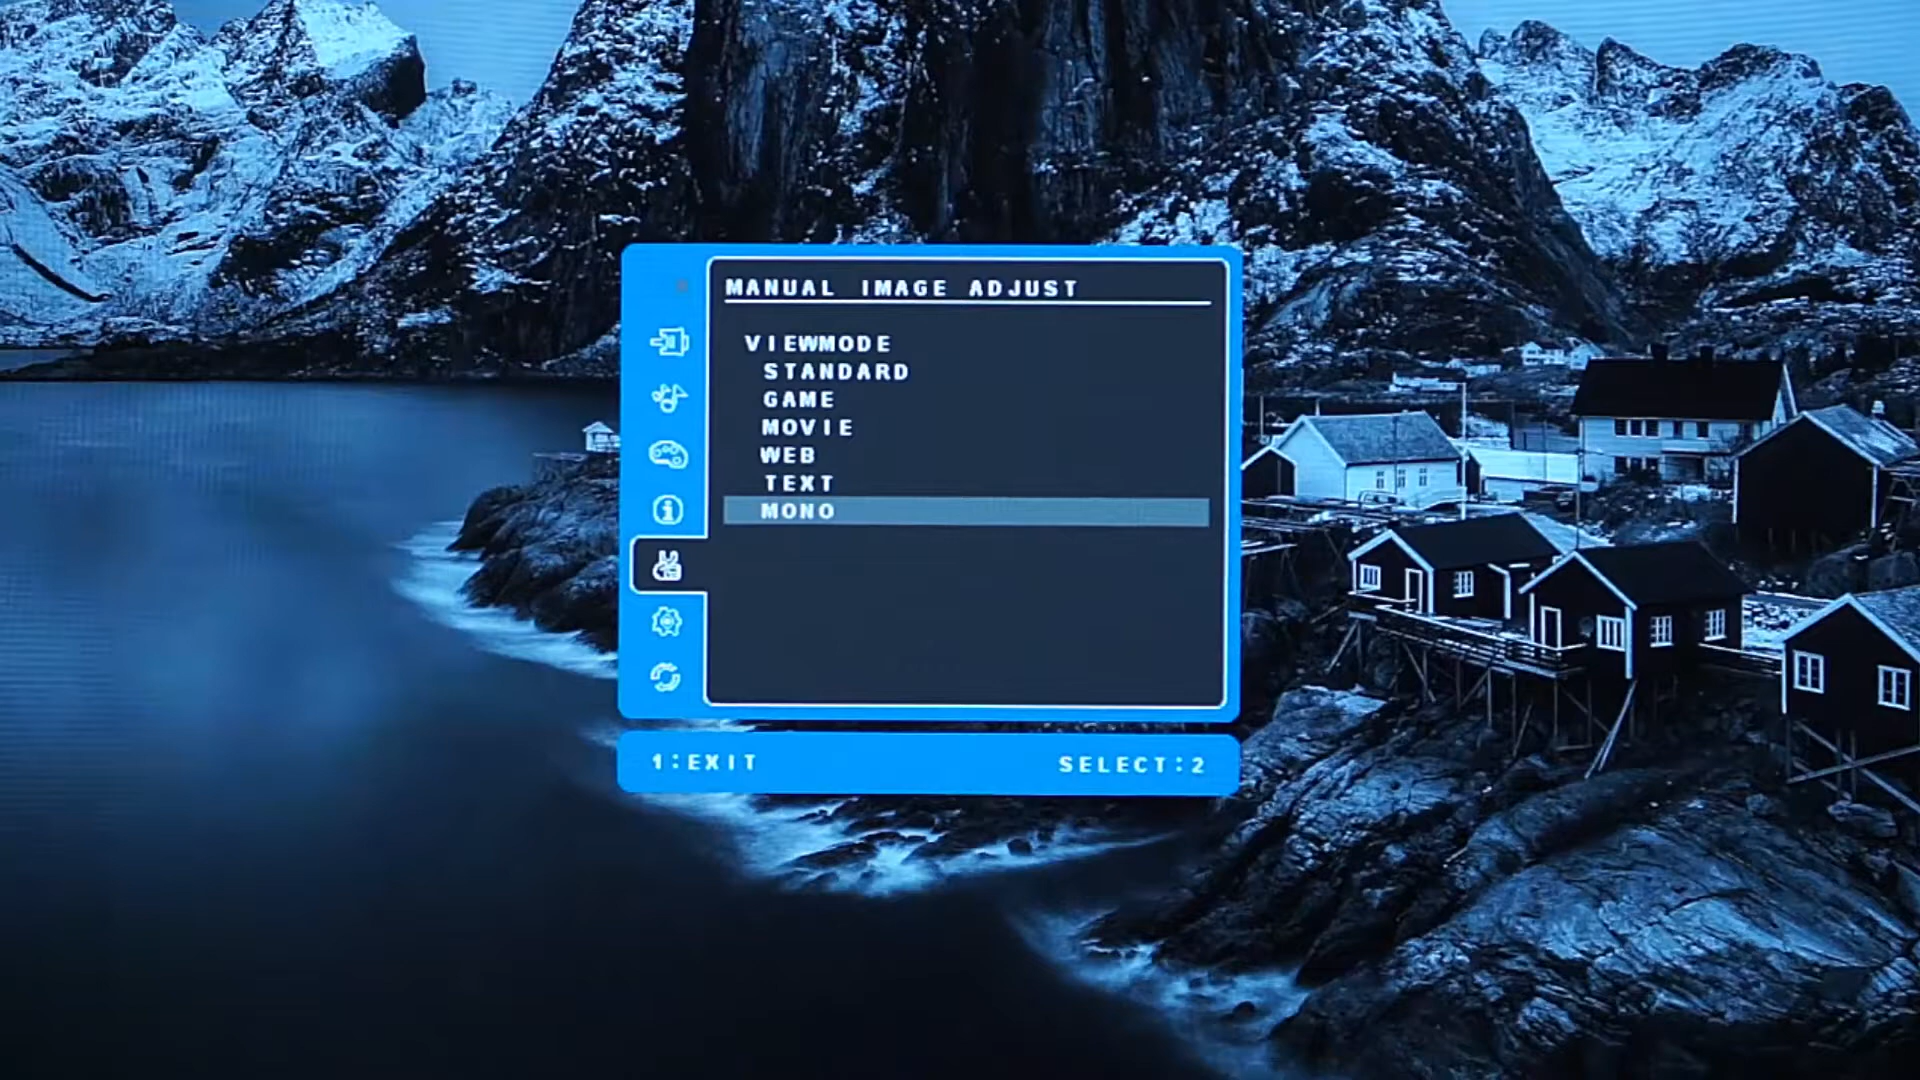 MANUAL IMAGE ADJUST
VIEWMODE
STANDARD
GAME
MOVIE
WEB
TEXT
MONO
1:EXIT
SELECT:2